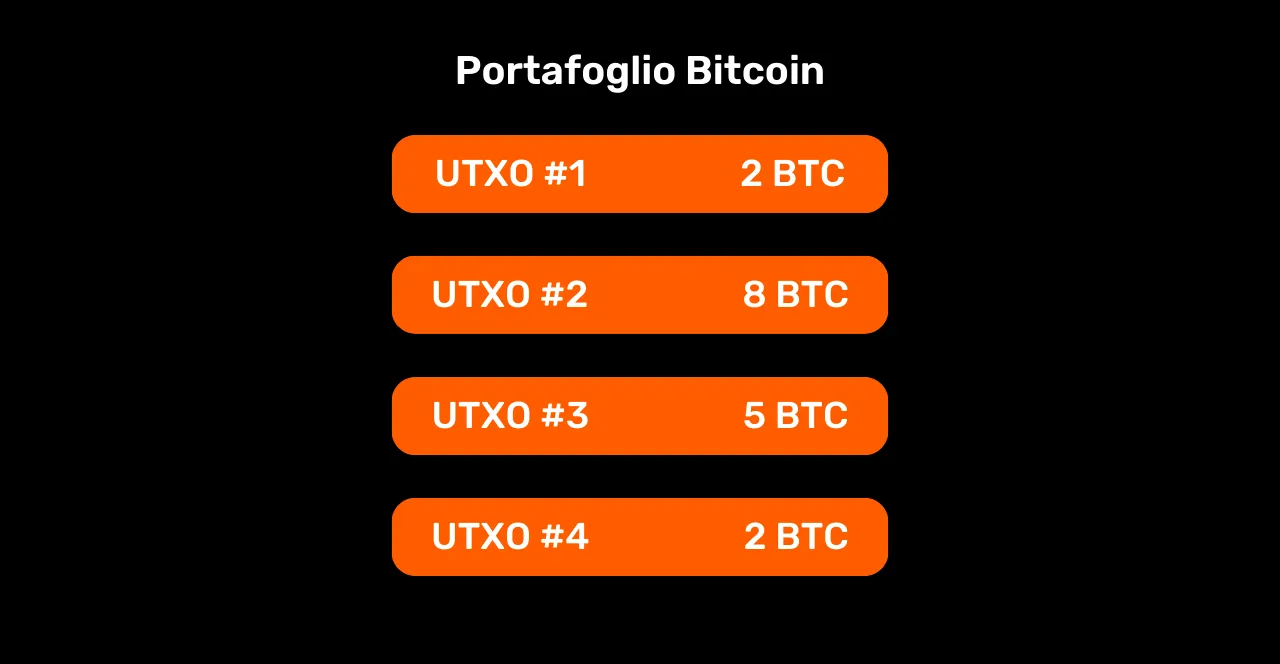 Portafoglio Bitcoin
UTXO #1 2 BTC
UTXO #2 8 BTC
UTXO #3 5 BTC
UTXO #4 2 BTC